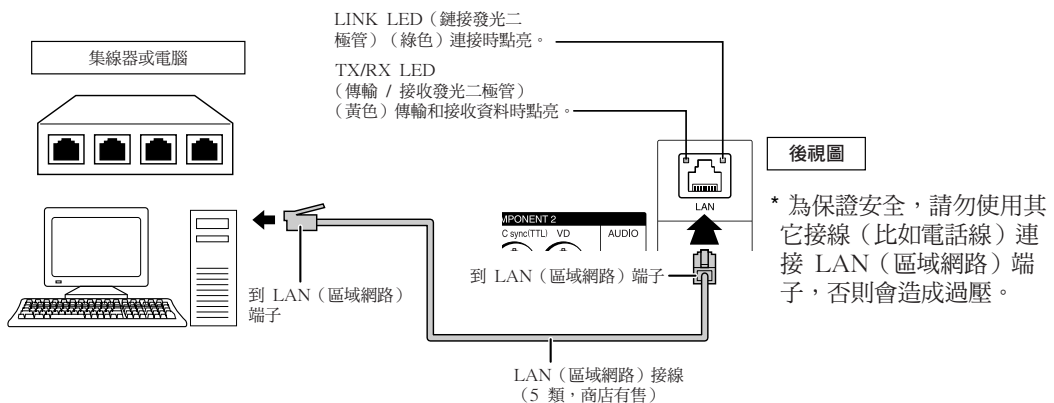 LINK LED（鏈接發光二
極管）（綠色）連接時點亮。
集線器或電腦
TX/RX LED
（傳輸 / 接收發光二極管）
（黃色）傳輸和接收資料時點亮。
後視圖
LAN
* 為保證安全，請勿使用其
它接線（比如電話線）連
接 LAN（區域網路）端
子，否則會造成過壓。
MPONENT 2
C sync(TTL) VD AUDIO
到 LAN（區域網路）端子
到 LAN（區域網路）
端子
LAN（區域網路）接線
（5 類，商店有售）